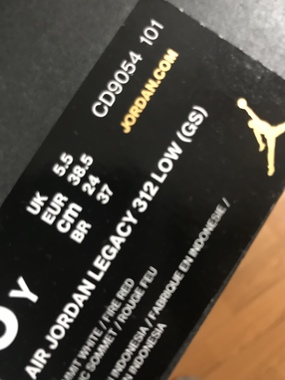 CD9054 101
JORDAN.COM
UK 5.5
EUR 38.5
cm 24
BR 37
Y
AIR JORDAN LEGACY 312 LOW (GS)
WHITE / FIRE RED
SOMMET / ROUGE FEU
INDONESIA / FABRIQUE EN INDONESIE /
INDONESIA